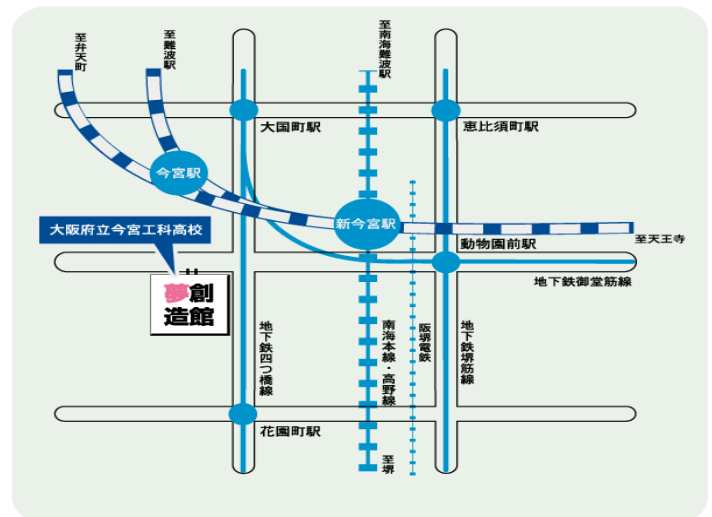 至弁天町
至難波駅
至南海難波駅
大国町駅
恵比須町駅
今宮駅
大阪府立今宮工科高校
新今宮駅
動物園前駅
至天王寺
地下鉄御堂筋線
夢創
造館
地下鉄四つ橋線
南海本線・高野線
阪堺電鉄
地下鉄堺筋線
花園町駅
至堺